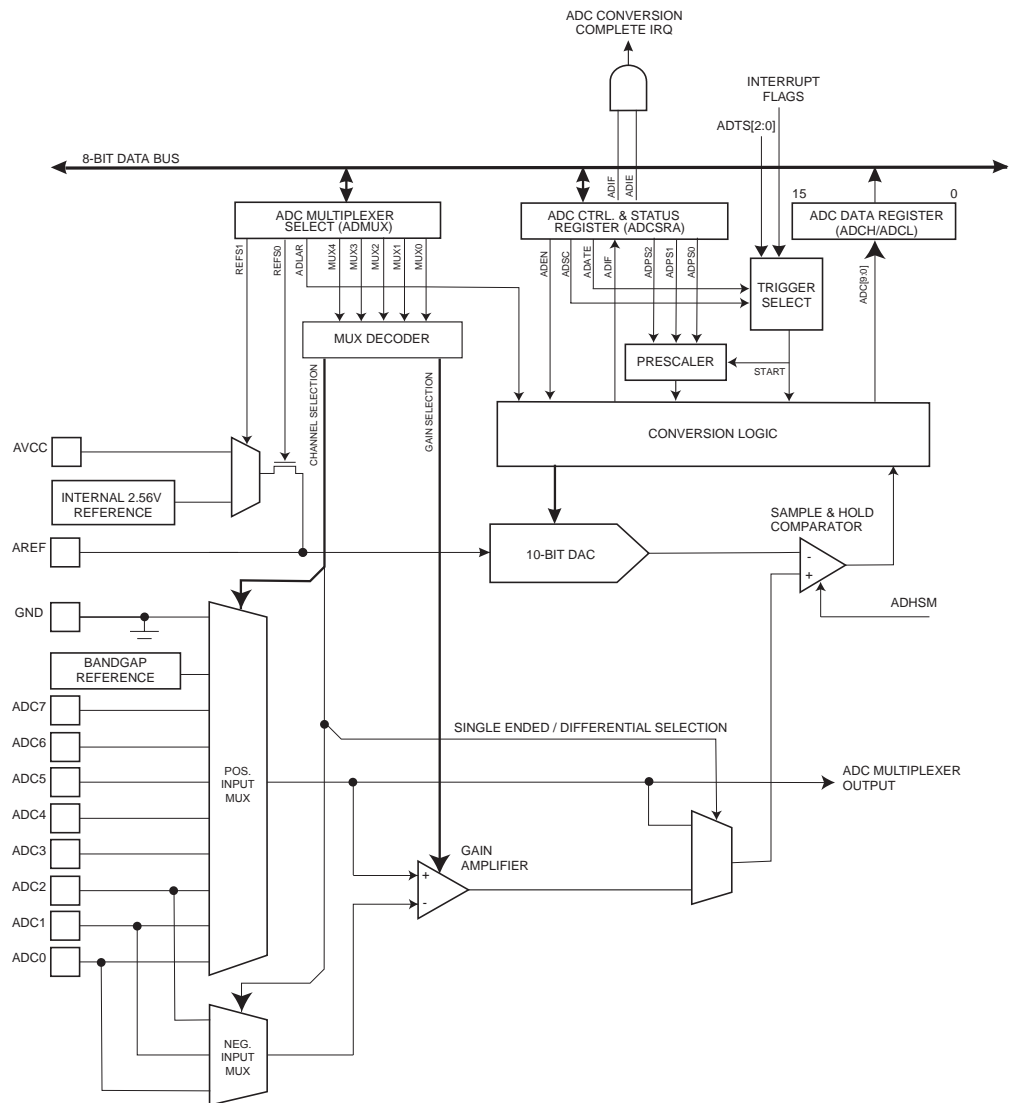 ADC CONVERSION
COMPLETE IRQ
INTERRUPT
FLAGS
ADTS[2:0]
8-BIT DATA BUS
ADIF
ADIE
15
0
ADC MULTIPLEXER
SELECT (ADMUX)
ADC CTRL. & STATUS
REGISTER (ADCSRA)
ADC DATA REGISTER
(ADCH/ADCL)
REFS1
REFS0
ADLAR
MUX4
MUX3
MUX2
MUX1
MUX0
ADEN
ADSC
ADATE
ADIF
ADPS2
ADPS1
ADPS0
ADC[9:0]
TRIGGER
SELECT
MUX DECODER
PRESCALER
START
CHANNEL SELECTION
GAIN SELECTION
CONVERSION LOGIC
AVCC
INTERNAL 2.56V
REFERENCE
SAMPLE & HOLD
COMPARATOR
AREF
10-BIT DAC
-
+
ADHSM
GND
BANDGAP
REFERENCE
ADC7
SINGLE ENDED / DIFFERENTIAL SELECTION
ADC6
ADC5
POS.
INPUT
MUX
ADC MULTIPLEXER
OUTPUT
ADC4
ADC3
GAIN
AMPLIFIER
ADC2
+
-
ADC1
ADC0
NEG.
INPUT
MUX